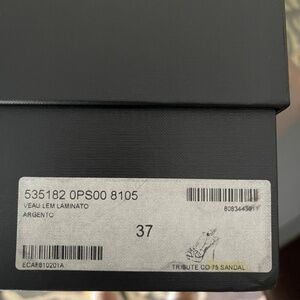 535182 0PS00 8105
VEAU LEM LAMINATO
ARGENTO
37
TRIBUTE CO 75 SANDAL